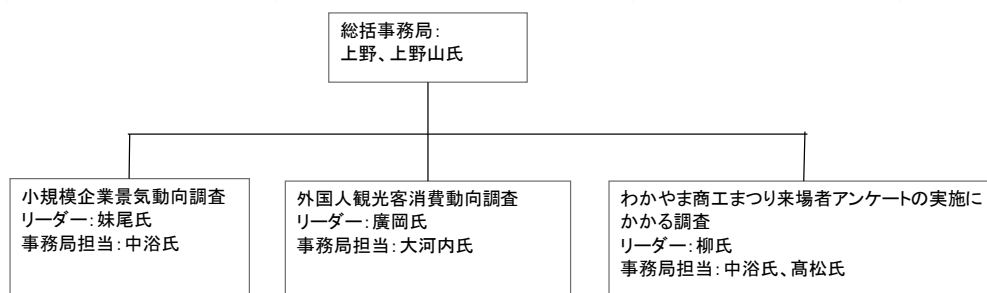 総括事務局：
上野、上野山氏
小規模企業景気動向調査
リーダー：妹尾氏
事務局担当：中浴氏
外国人観光客消費動向調査
リーダー：廣岡氏
事務局担当：大河内氏
わかやま商工まつり来場者アンケートの実施に
かかる調査
リーダー：柳氏
事務局担当：中浴氏、髙松氏